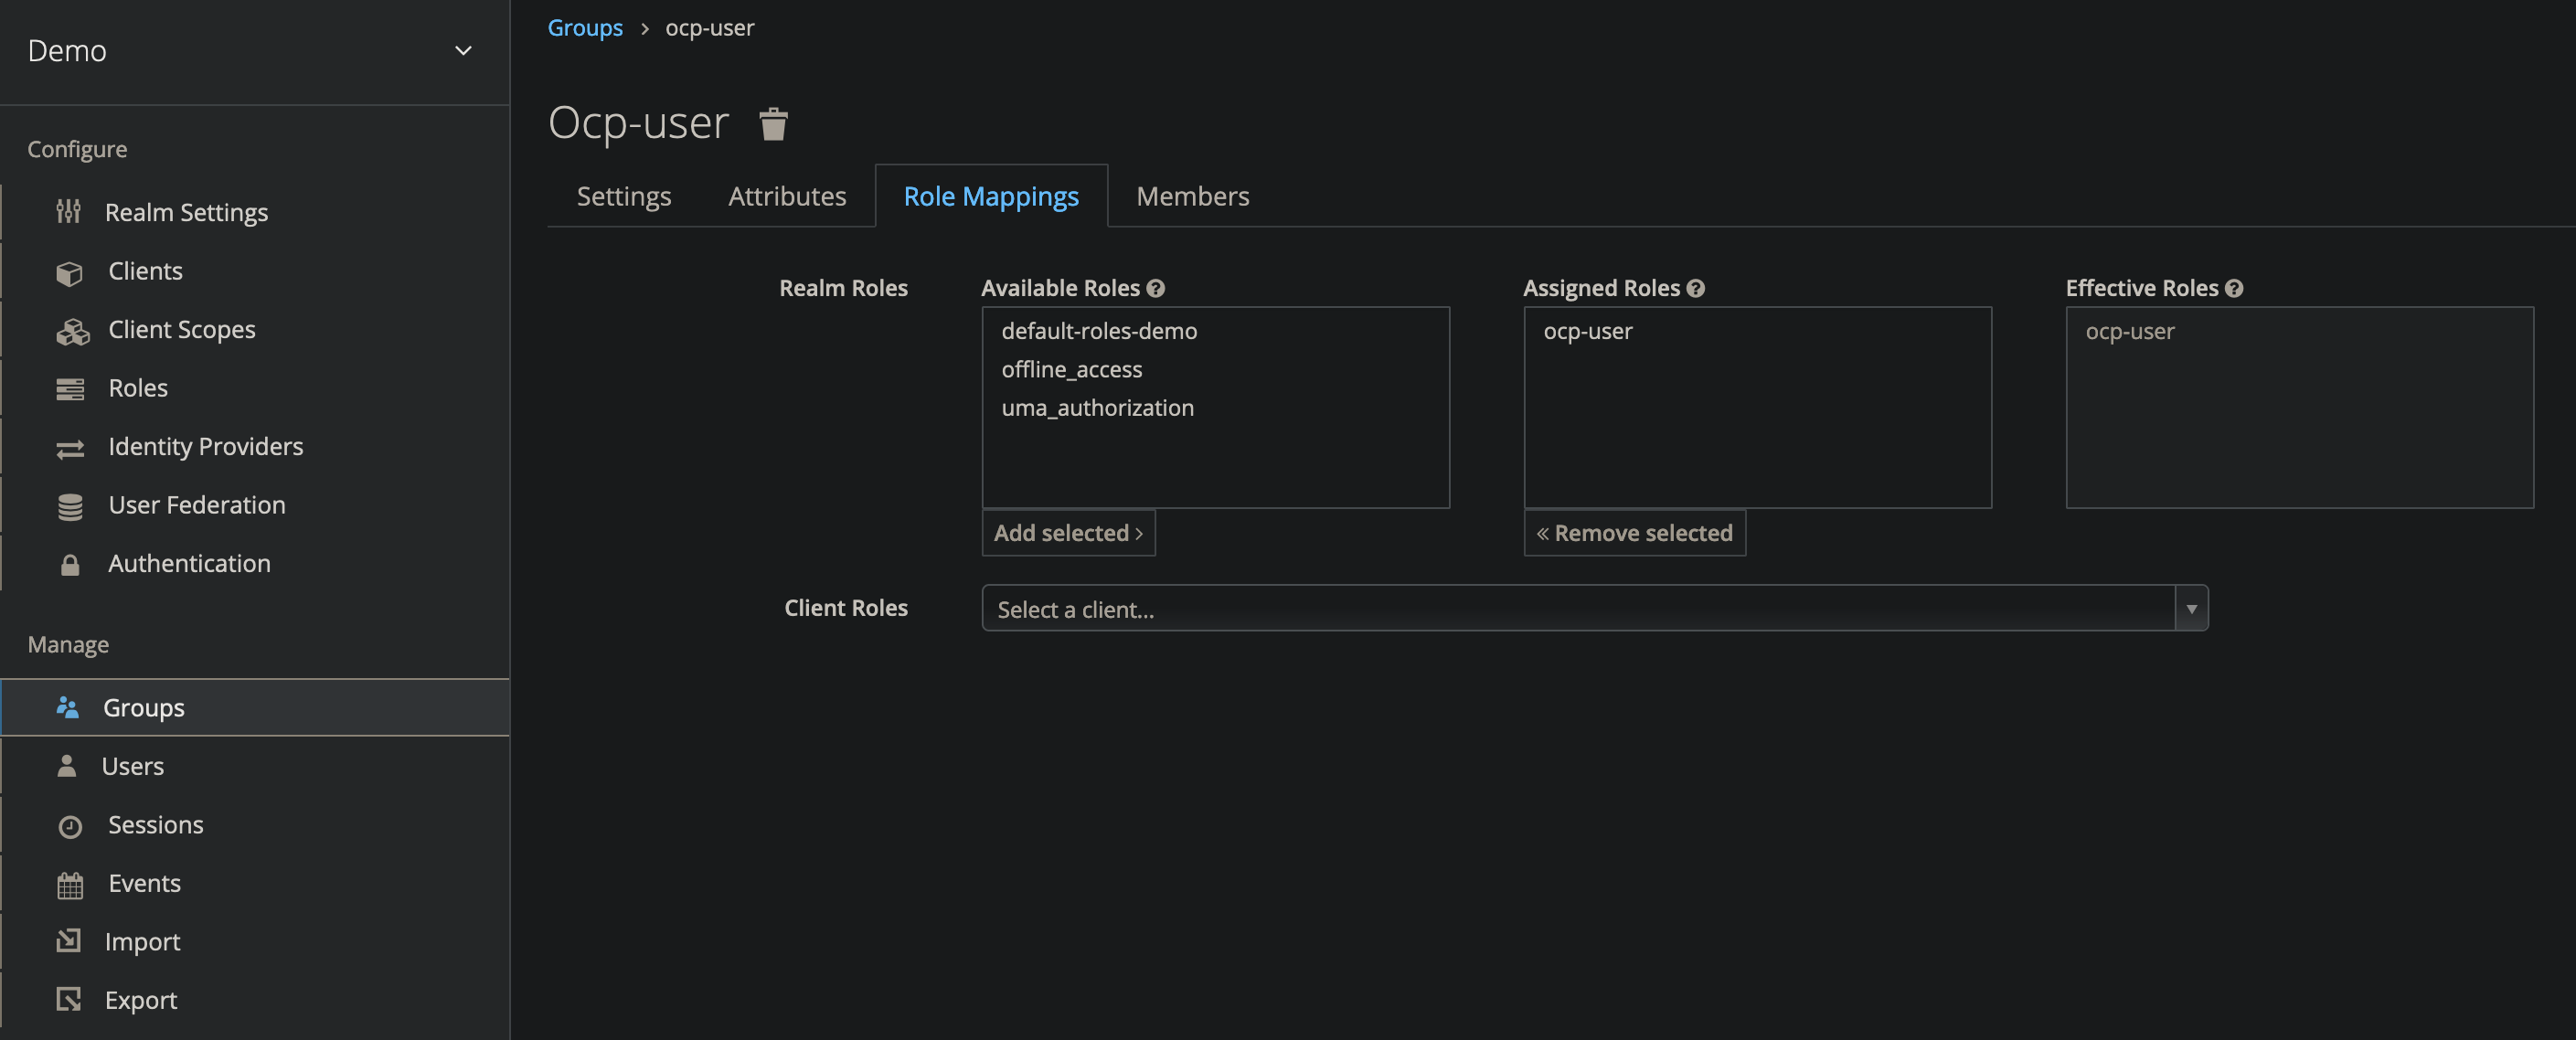 Demo
Configure
Realm Settings
Clients
Client Scopes
Roles
Identity Providers
User Federation
Authentication
Manage
Groups
Users
Sessions
Events
Import
Export
Groups > ocp-user
Ocp-user
Settings Attributes Role Mappings Members
Realm Roles
Available Roles
default-roles-demo
offline_access
uma_authorization
Add selected >
Assigned Roles
ocp-user
« Remove selected
Effective Roles
ocp-user
Client Roles
Select a client...